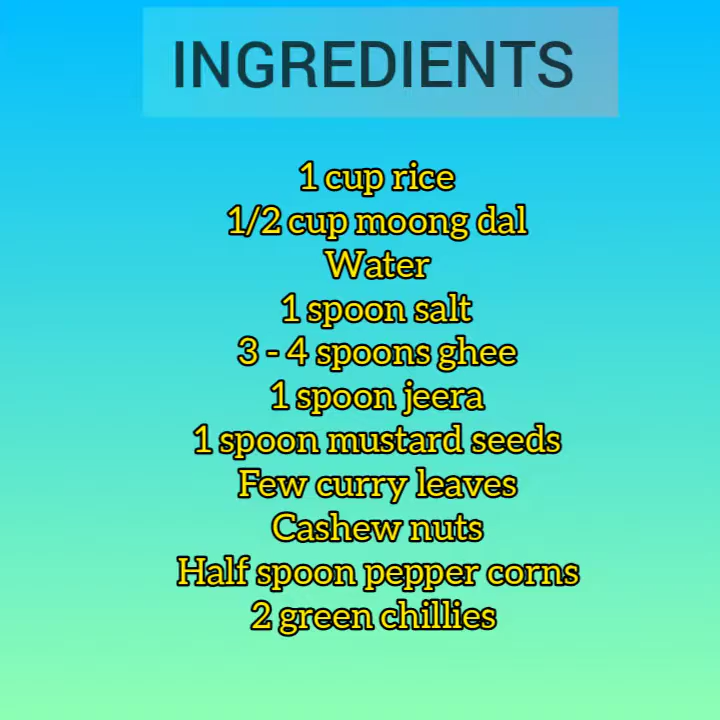 INGREDIENTS
1 cup rice
1/2 cup moong dal
Water
1 spoon salt
3 - 4 spoons ghee
1 spoon jeera
1 spoon mustard seeds
Few curry leaves
Cashew nuts
Half spoon pepper corns
2 green chillies